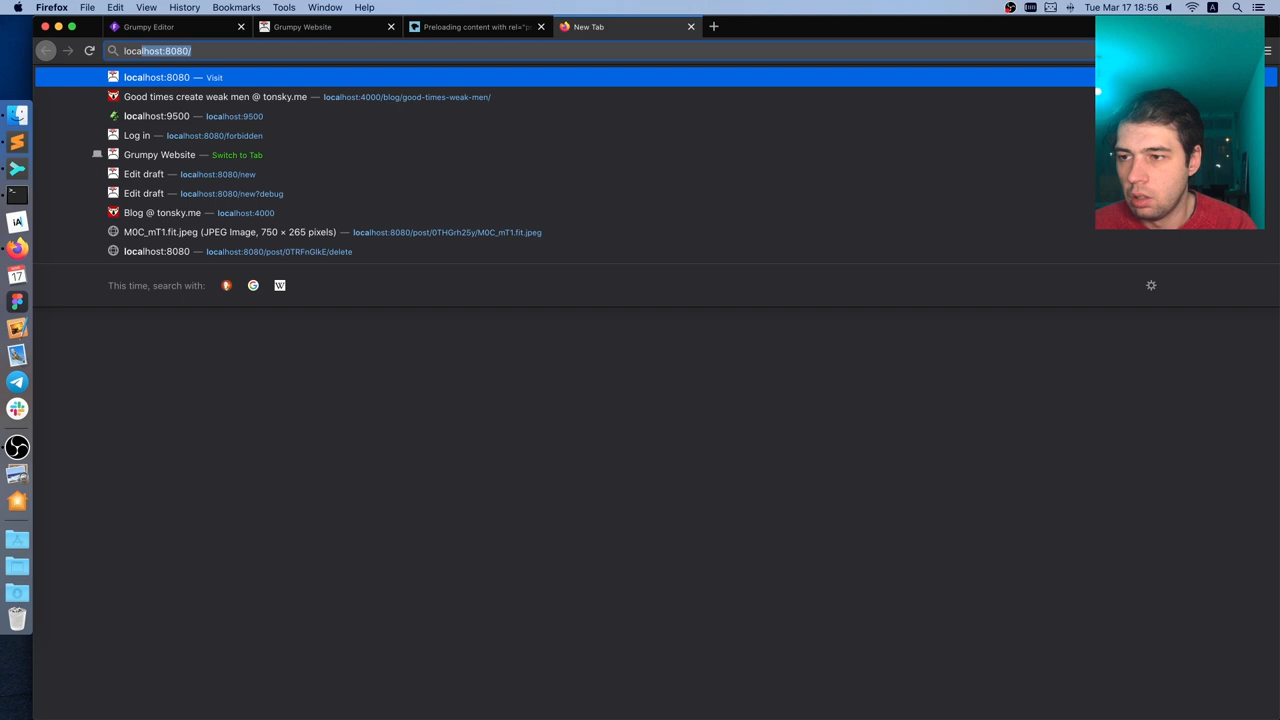 Firefox File Edit View History Bookmarks Tools Window Help Tue Mar 17 18:56 A
Grumpy Editor Grumpy Website Preloading content with rel="p New Tab
localhost:8080/
localhost:8080 — Visit
Good times create weak men @ tonsky.me — localhost:4000/blog/good-times-weak-men/
localhost:9500 — localhost:9500
Log in — localhost:8080/forbidden
Grumpy Website — Switch to Tab
Edit draft — localhost:8080/new
Edit draft — localhost:8080/new?debug
Blog @ tonsky.me — localhost:4000
M0C_mT1.fit.jpeg (JPEG Image, 750 × 265 pixels) — localhost:8080/post/0THGrh25y/M0C_mT1.fit.jpeg
localhost:8080 — localhost:8080/post/0TRFnGlkE/delete
This time, search with: G W
iA
17